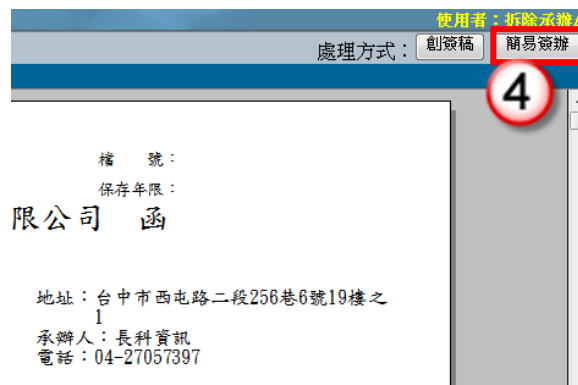 使用者：拆除承辦
處理方式： 創簽稿 簡易簽辦
4
檔 號：
保存年限：
限公司 函
地址：台中市西屯路二段256巷6號19樓之
1
承辦人：長科資訊
電話：04-27057397